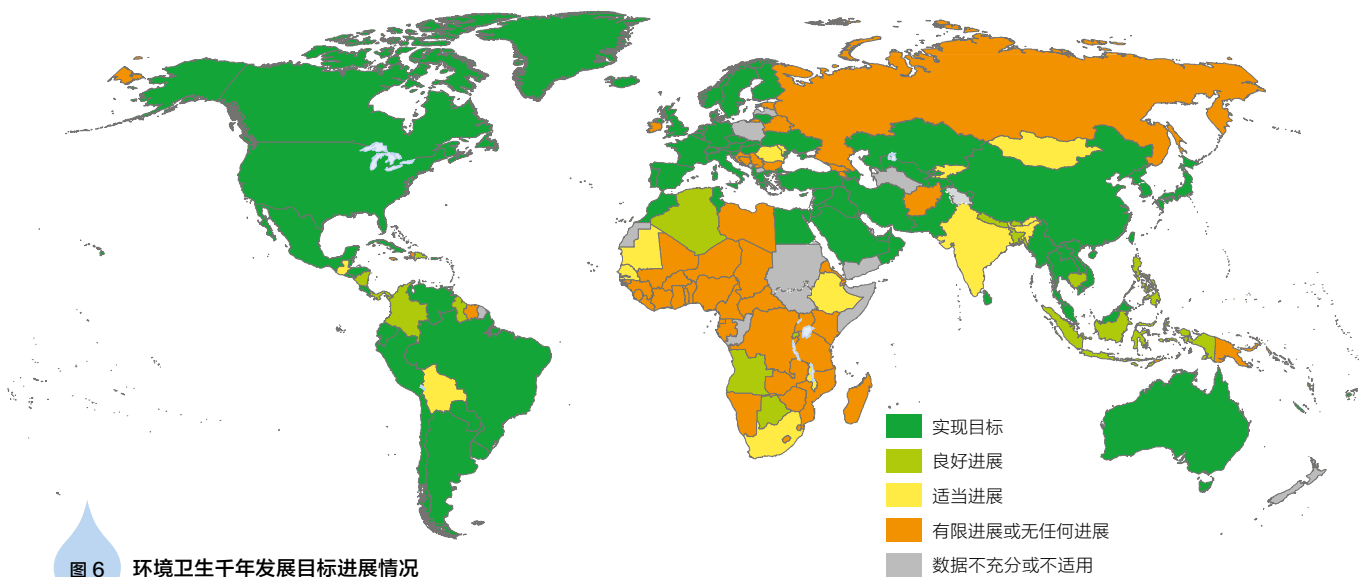 实现目标
良好进展
适当进展
有限进展或无任何进展
数据不充分或不适用
图 6 环境卫生千年发展目标进展情况